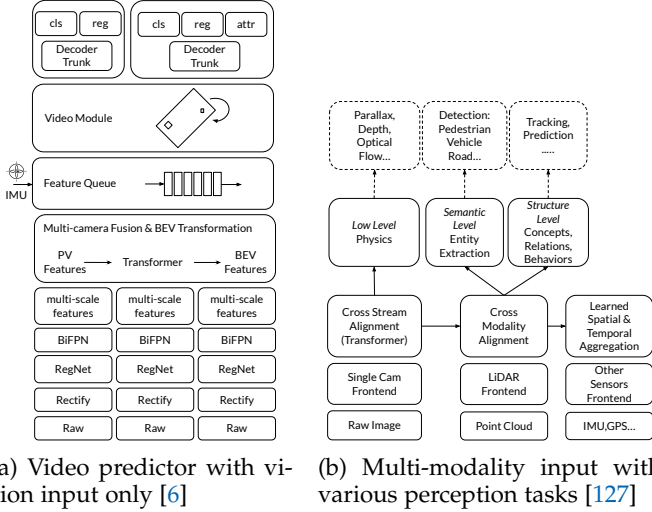 cls reg cls reg attr
Decoder Decoder
Trunk Trunk
Video Module
IMU
Feature Queue
Multi-camera Fusion & BEV Transformation
PV BEV
Transformer
Features Features
multi-scale multi-scale multi-scale
features features features
BiFPN BiFPN BiFPN
RegNet RegNet RegNet
Rectify Rectify Rectify
Raw Raw Raw
a) Video predictor with vi-
ion input only [6]
Parallax,
Depth,
Optical
Flow...
Detection:
Pedestrian
Vehicle
Road...
Tracking,
Prediction
.....
Low Level
Physics
Semantic
Level
Entity
Extraction
Structure
Level
Concepts,
Relations,
Behaviors
Cross Stream
Alignment
(Transformer)
Cross
Modality
Alignment
Learned
Spatial &
Temporal
Aggregation
Single Cam
Frontend
LiDAR
Frontend
Other
Sensors
Frontend
Raw Image
Point Cloud
IMU,GPS...
(b) Multi-modality input with
various perception tasks [127]